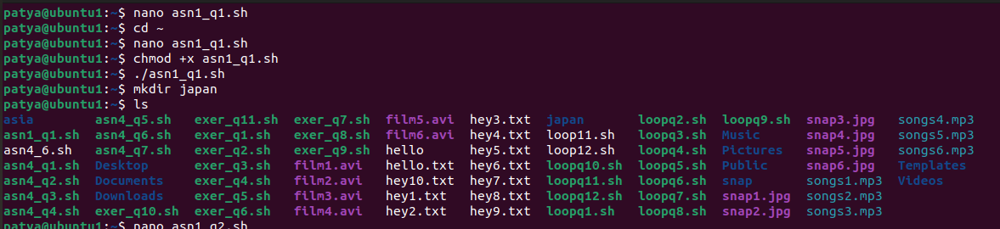 patya@ubuntu1:~$ nano asn1_q1.sh
patya@ubuntu1:~$ cd ~
patya@ubuntu1:~$ nano asn1_q1.sh
patya@ubuntu1:~$ chmod +x asn1_q1.sh
patya@ubuntu1:~$ ./asn1_q1.sh
patya@ubuntu1:~$ mkdir japan
patya@ubuntu1:~$ ls
asia asn4_q5.sh exer_q11.sh exer_q7.sh film5.avi hey3.txt japan loopq2.sh loopq9.sh snap3.jpg songs4.mp3
asn1_q1.sh asn4_q6.sh exer_q1.sh exer_q8.sh film6.avi hey4.txt loop11.sh loopq3.sh Music snap4.jpg songs5.mp3
asn4_6.sh asn4_q7.sh exer_q2.sh exer_q9.sh hello hey5.txt loop12.sh loopq4.sh Pictures snap5.jpg songs6.mp3
asn4_q1.sh Desktop exer_q3.sh film1.avi hello.txt hey6.txt loopq10.sh loopq5.sh Public snap6.jpg Templates
asn4_q2.sh Documents exer_q4.sh film2.avi hey10.txt hey7.txt loopq11.sh loopq6.sh snap songs1.mp3 Videos
asn4_q3.sh Downloads exer_q5.sh film3.avi hey1.txt hey8.txt loopq12.sh loopq7.sh snap1.jpg songs2.mp3
asn4_q4.sh exer_q10.sh exer_q6.sh film4.avi hey2.txt hey9.txt loopq1.sh loopq8.sh snap2.jpg songs3.mp3
patya@ubuntu1:~$ nano asn1_q2.sh